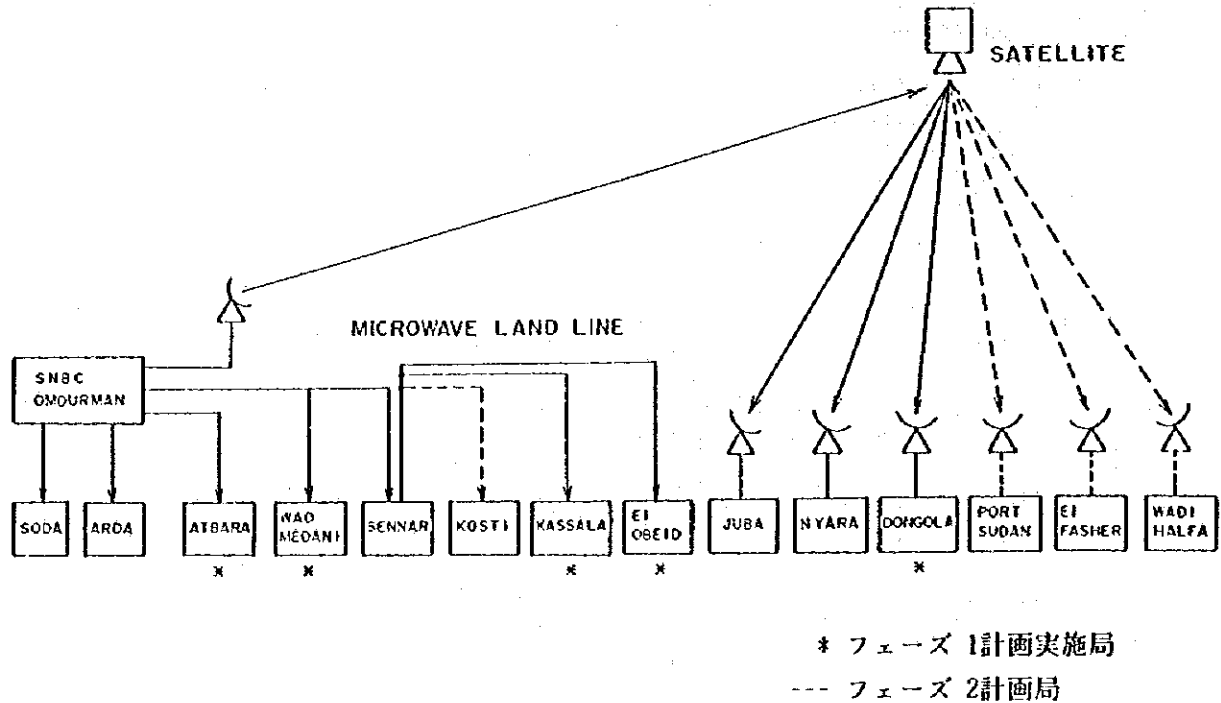 SATELLITE
MICROWAVE LAND LINE
SNBC
OMDURMAN
SODA
ARDA
ATBARA
WAD
MEDANI
SENNAR
KOSTI
KASSALA
EI
OBEID
JUBA
NYARA
DONGOLA
PORT
SUDAN
EI
FASHER
WADI
HALFA
* * * * *
* フェーズ 1計画実施局
--- フェーズ 2計画局